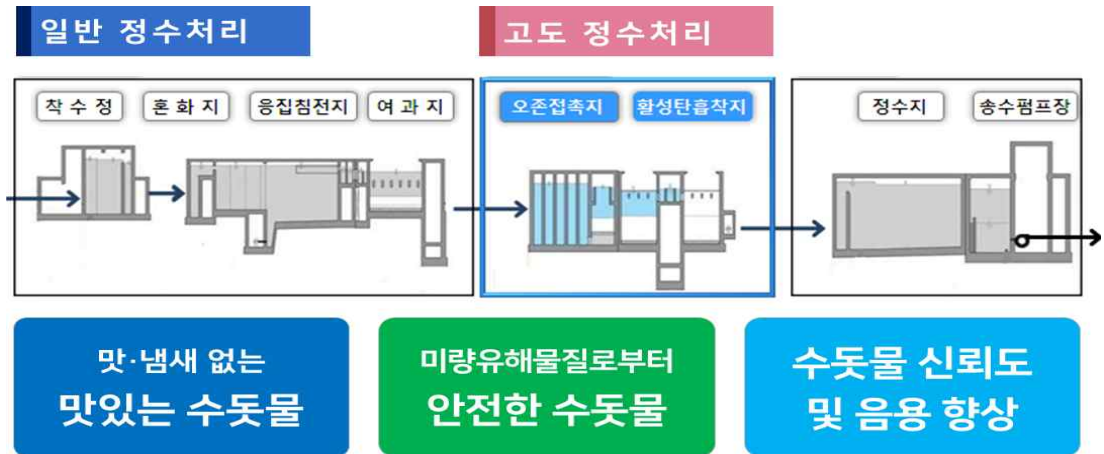 일반 정수처리
고도 정수처리
착 수 정
혼 화 지
응집침전지
여 과 지
오존접촉지
활성탄흡착지
정수지
송수펌프장
맛·냄새 없는
맛있는 수돗물
미량유해물질로부터
안전한 수돗물
수돗물 신뢰도
및 음용 향상